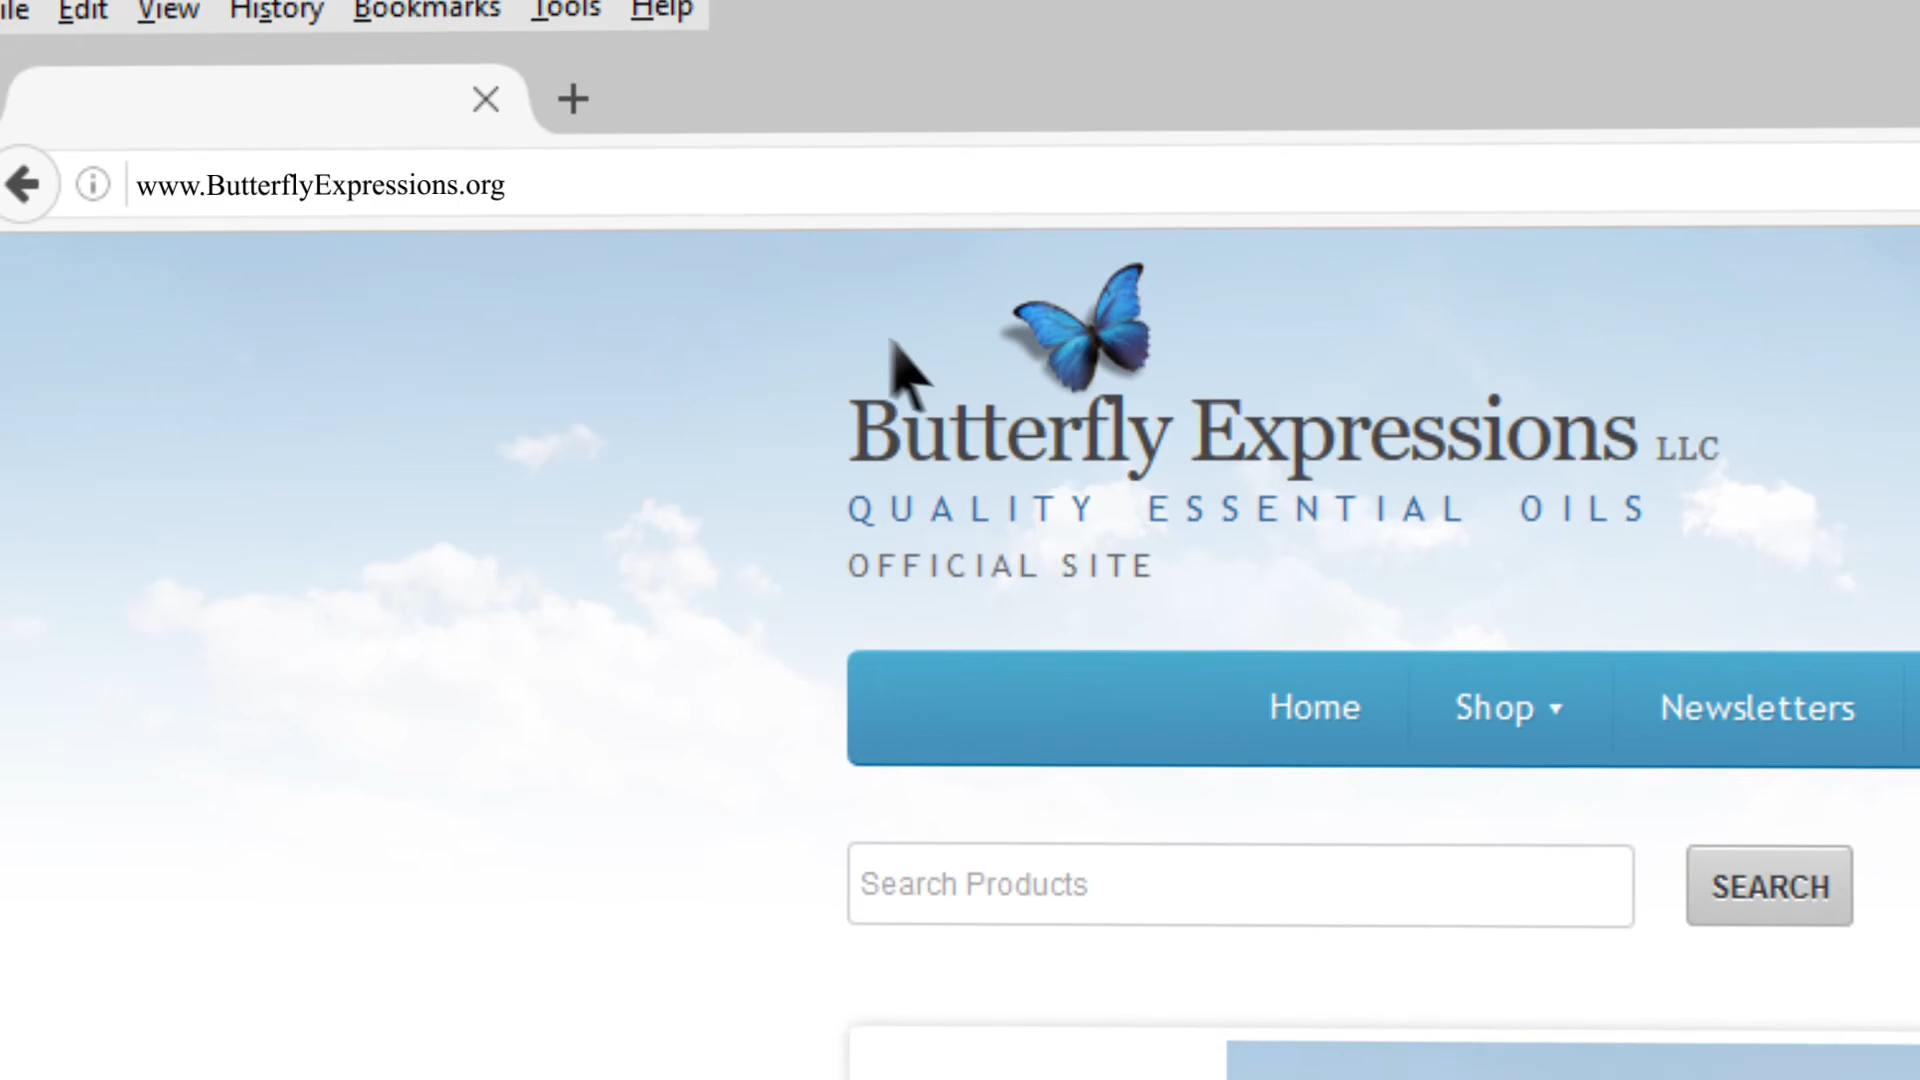 ile Edit View History Bookmarks Tools Help
www.ButterflyExpressions.org
Butterfly Expressions LLC
QUALITY ESSENTIAL OILS
OFFICIAL SITE
Home Shop Newsletters
Search Products SEARCH